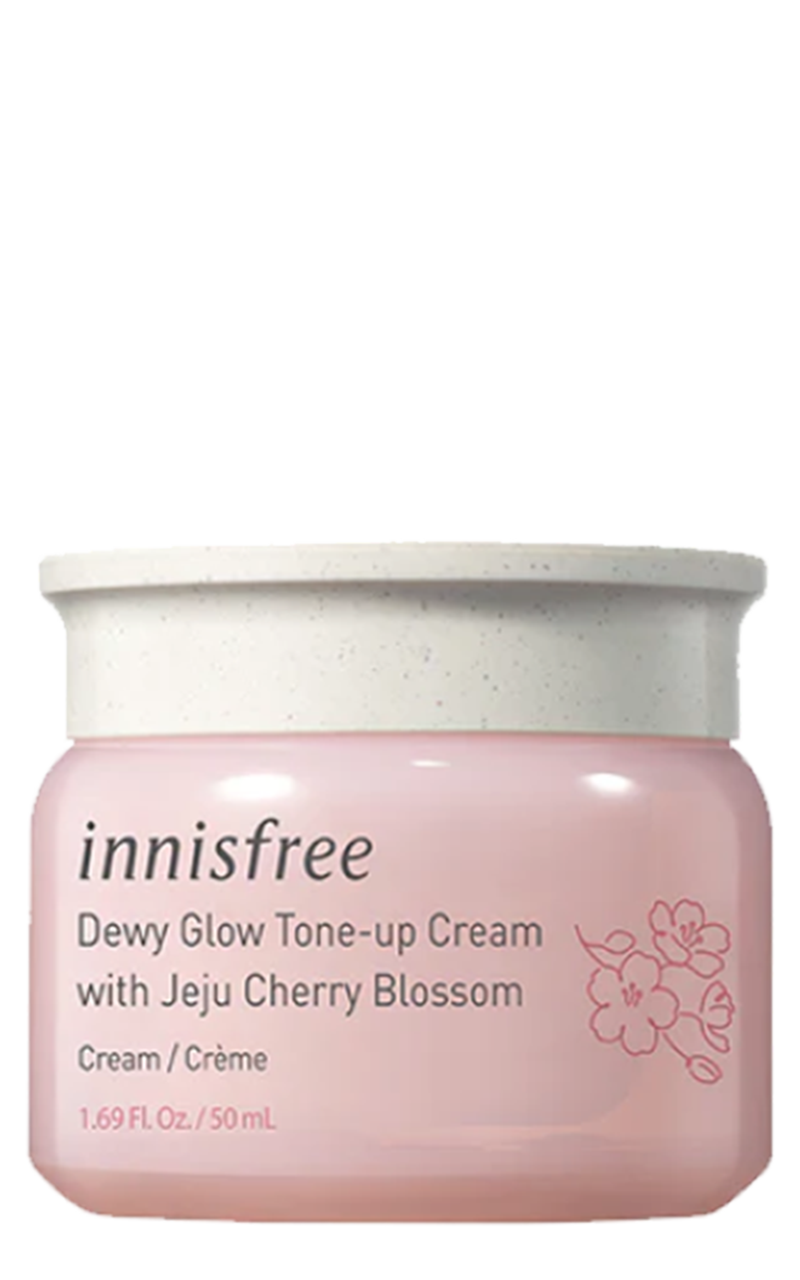 innisfree
Dewy Glow Tone-up Cream
with Jeju Cherry Blossom
Cream / Crème
1.69 Fl. Oz. / 50 mL